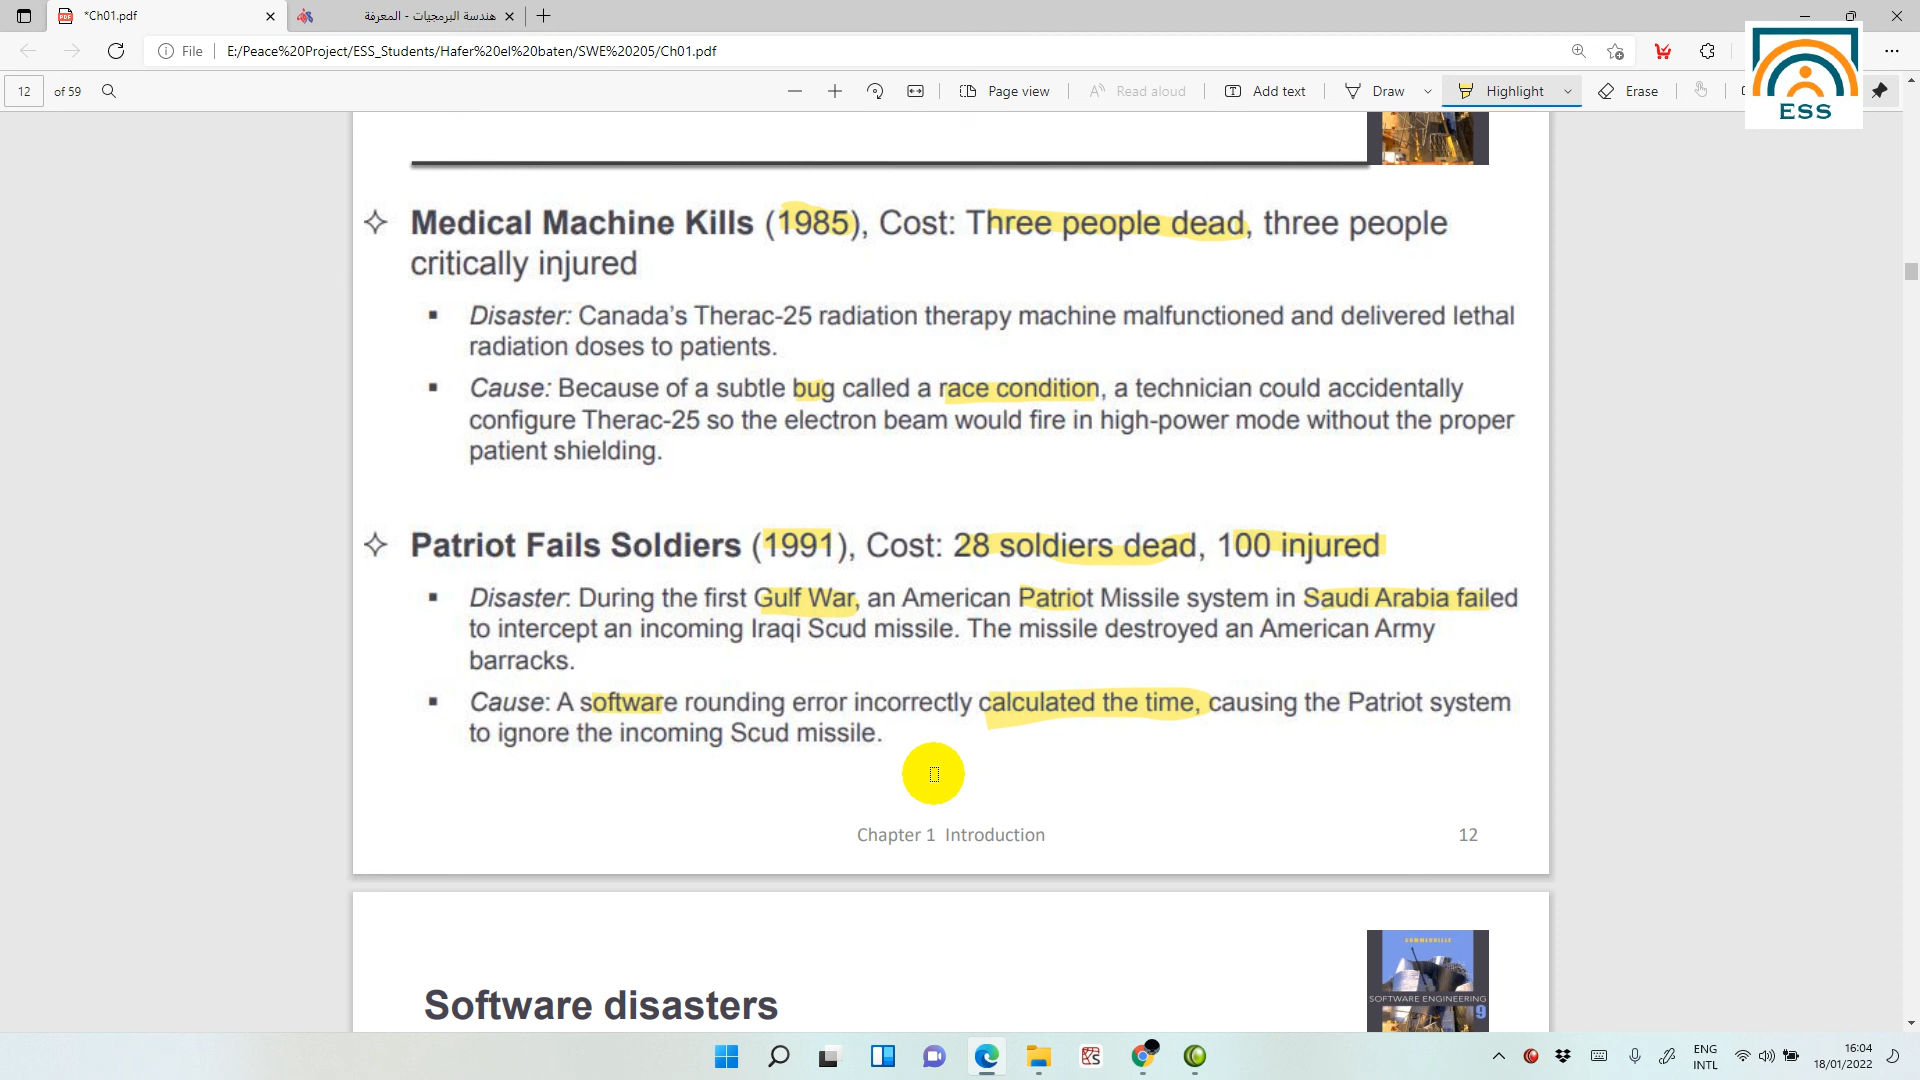 *Ch01.pdf
هندسة البرمجيات - المعرفة
File
E:/Peace%20Project/ESS_Students/Hafer%20el%20baten/SWE%20205/Ch01.pdf
12 of 59
Page view
Read aloud
Add text
Draw
Highlight
Erase
ESS
Medical Machine Kills (1985), Cost: Three people dead, three people
critically injured
Disaster: Canada's Therac-25 radiation therapy machine malfunctioned and delivered lethal
radiation doses to patients.
Cause: Because of a subtle bug called a race condition, a technician could accidentally
configure Therac-25 so the electron beam would fire in high-power mode without the proper
patient shielding.
Patriot Fails Soldiers (1991), Cost: 28 soldiers dead, 100 injured
Disaster: During the first Gulf War, an American Patriot Missile system in Saudi Arabia failed
to intercept an incoming Iraqi Scud missile. The missile destroyed an American Army
barracks.
Cause: A software rounding error incorrectly calculated the time, causing the Patriot system
to ignore the incoming Scud missile.
Chapter 1 Introduction
12
Software disasters
SOMMERVILLE
SOFTWARE ENGINEERING
9
ENG
INTL
16:04
18/01/2022